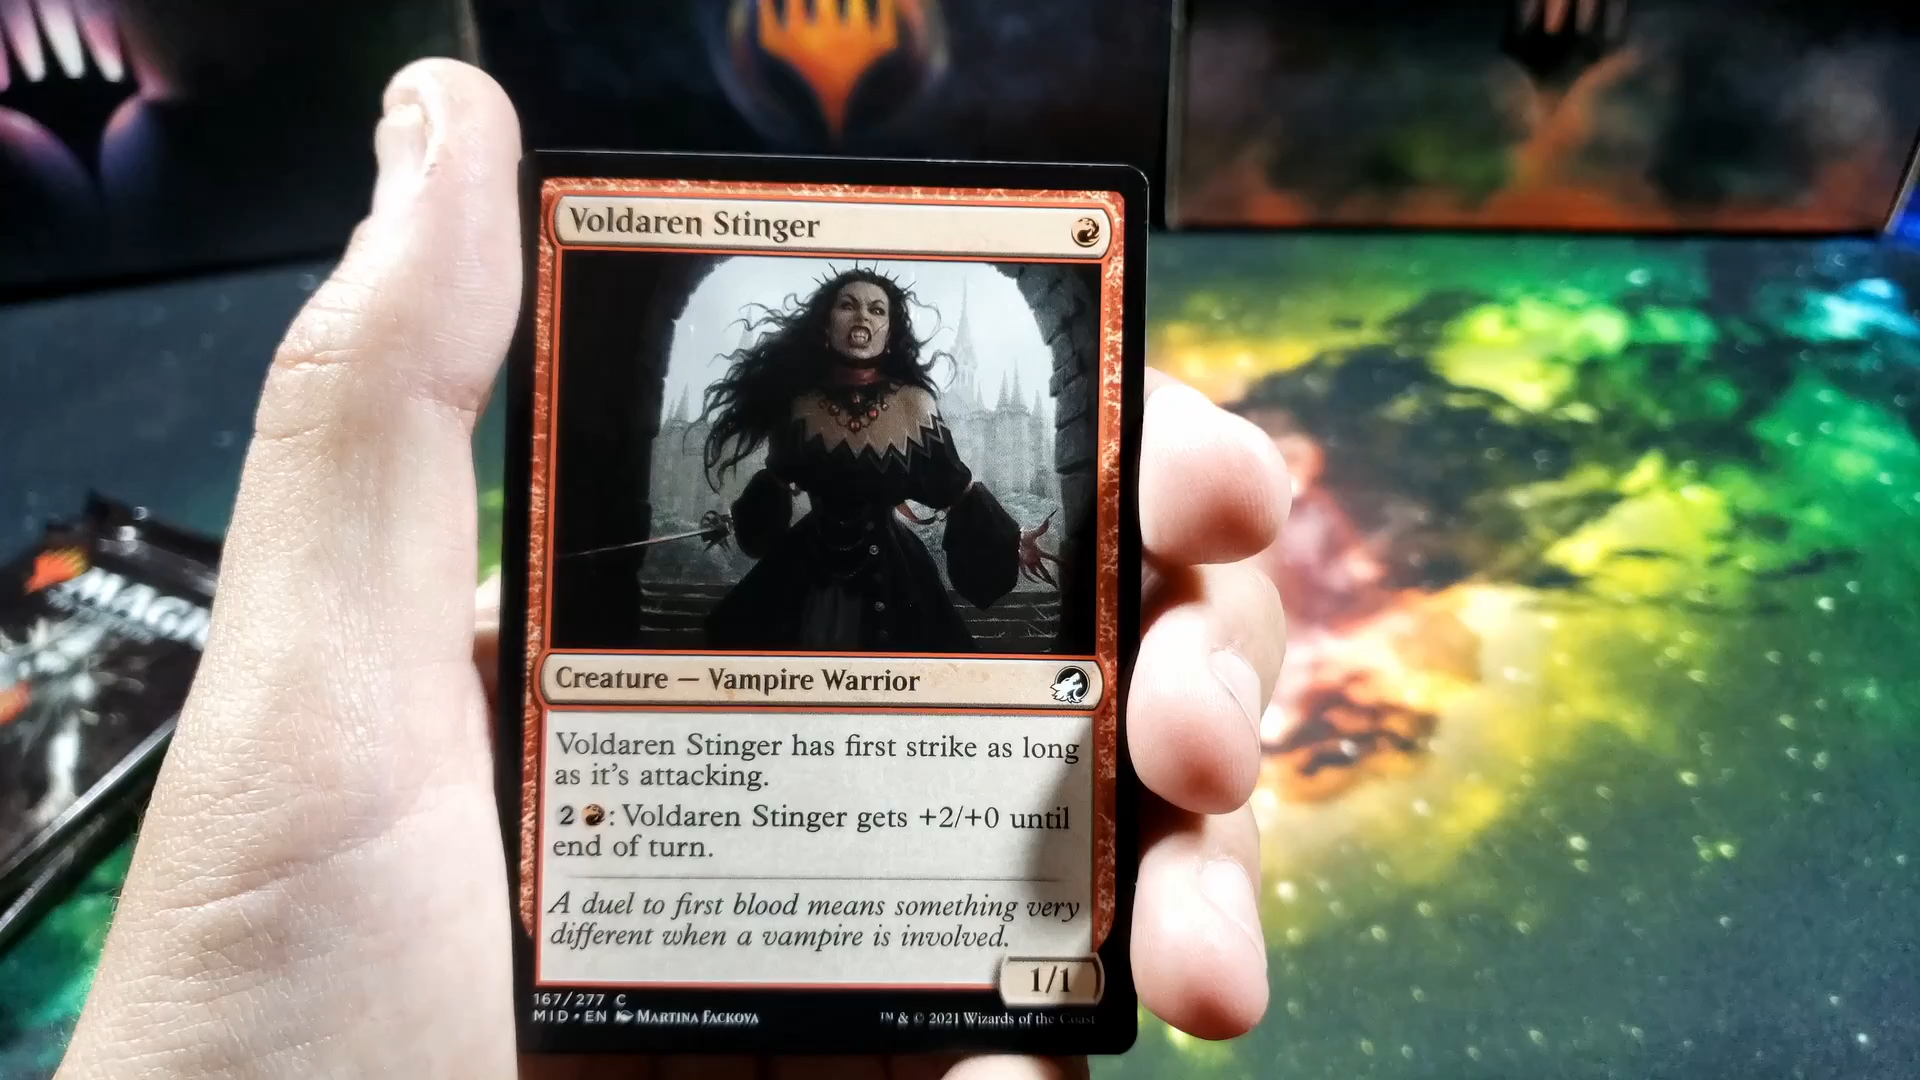 Voldaren Stinger
Creature — Vampire Warrior
Voldaren Stinger has first strike as long
as it's attacking.
2 : Voldaren Stinger gets +2/+0 until
end of turn.
A duel to first blood means something very
different when a vampire is involved.
1/1
167/277 C
MID • EN Martina Fackova
™ & © 2021 Wizards of the Coast
MAGIC